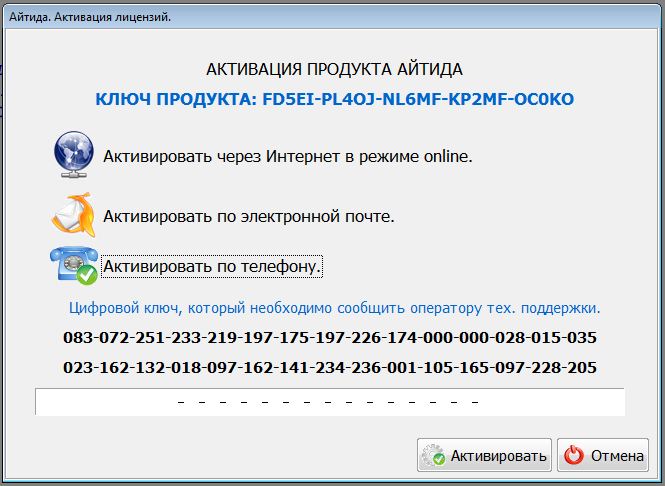 Айтида. Активация лицензий.
АКТИВАЦИЯ ПРОДУКТА АЙТИДА
КЛЮЧ ПРОДУКТА: FD5EI-PL4OJ-NL6MF-KP2MF-OC0KO
Активировать через Интернет в режиме online.
Активировать по электронной почте.
Активировать по телефону.
Цифровой ключ, который необходимо сообщить оператору тех. поддержки.
083-072-251-233-219-197-175-197-226-174-000-000-028-015-035
023-162-132-018-097-162-141-234-236-001-105-165-097-228-205
– – – – – – – – – – – – – – –
Активировать Отмена